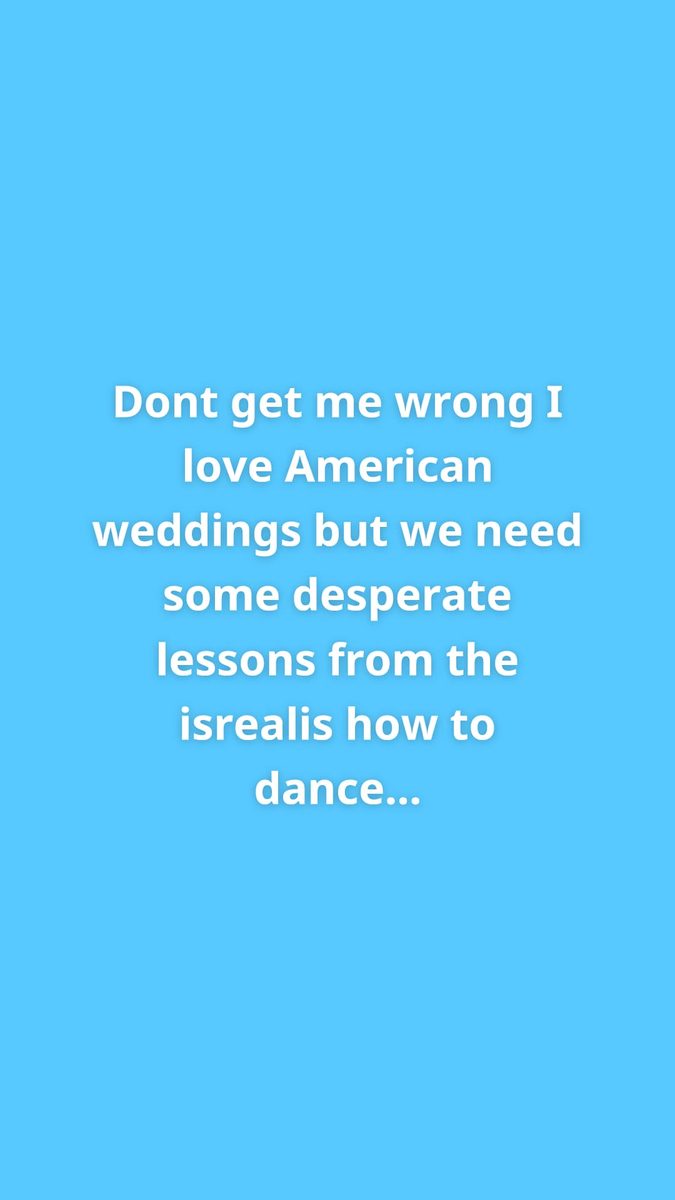 Dont get me wrong I
love American
weddings but we need
some desperate
lessons from the
isrealis how to
dance...